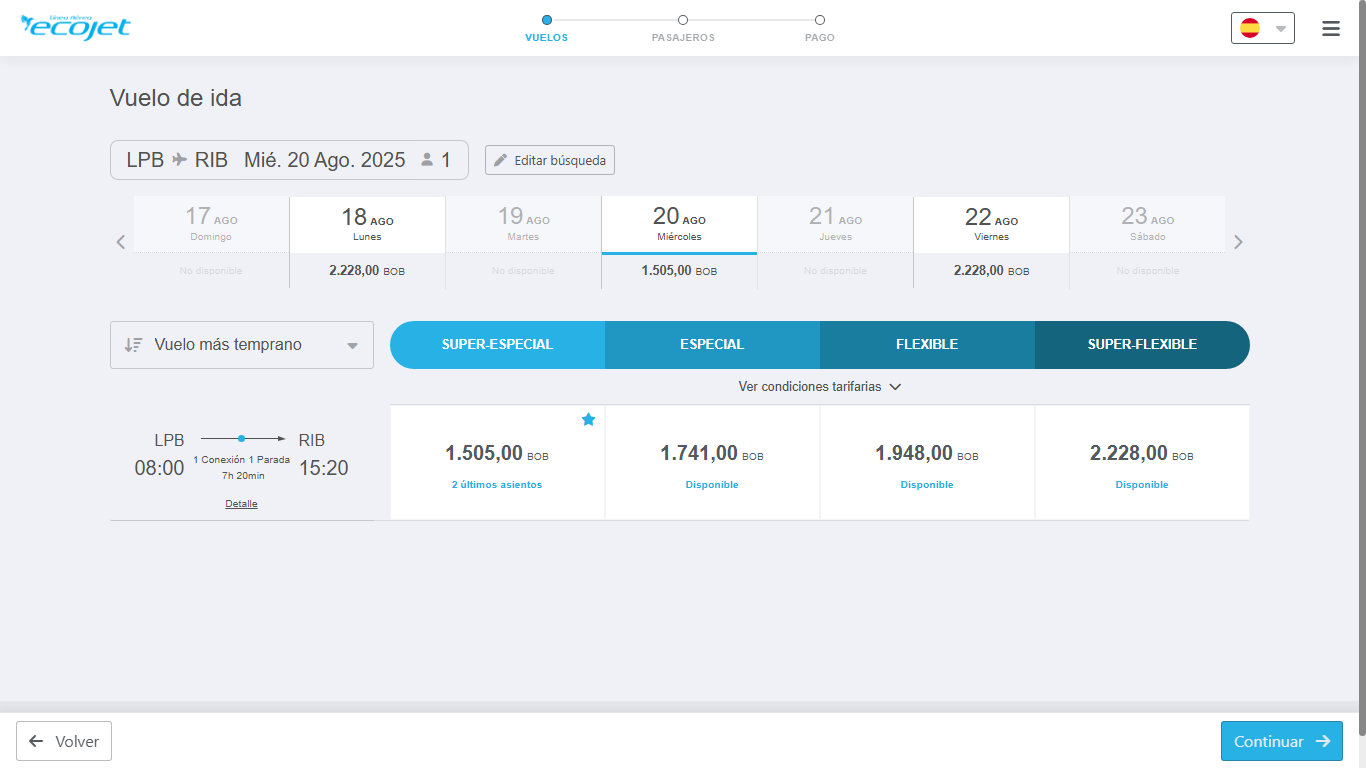 Línea Aérea
ecojet
VUELOS
PASAJEROS
PAGO
Vuelo de ida
LPB RIB Mié. 20 Ago. 2025 1
Editar búsqueda
17 AGO
Domingo
No disponible
18 AGO
Lunes
2.228,00 BOB
19 AGO
Martes
No disponible
20 AGO
Miércoles
1.505,00 BOB
21 AGO
Jueves
No disponible
22 AGO
Viernes
2.228,00 BOB
23 AGO
Sábado
No disponible
Vuelo más temprano
SUPER-ESPECIAL
ESPECIAL
FLEXIBLE
SUPER-FLEXIBLE
Ver condiciones tarifarias
LPB
08:00
1 Conexión 1 Parada
7h 20min
RIB
15:20
Detalle
1.505,00 BOB
2 últimos asientos
1.741,00 BOB
Disponible
1.948,00 BOB
Disponible
2.228,00 BOB
Disponible
Volver
Continuar